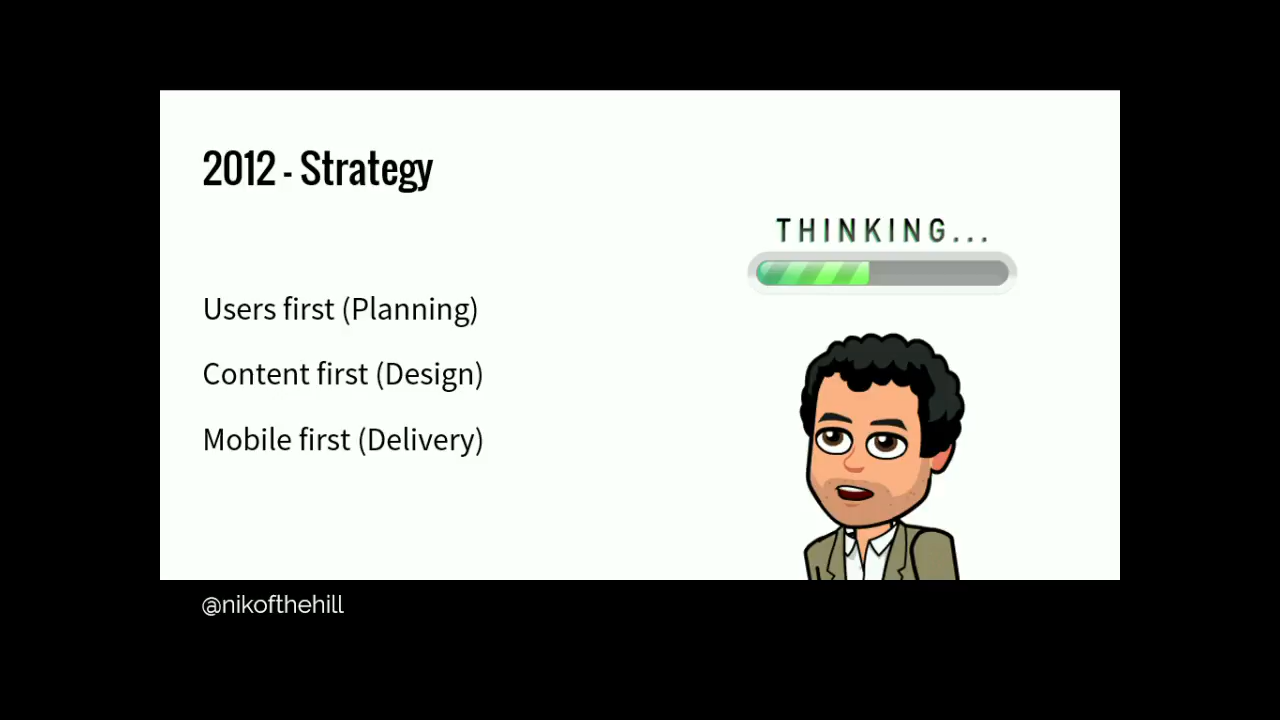 2012 - Strategy
THINKING...
Users first (Planning)
Content first (Design)
Mobile first (Delivery)
@nikofthehill